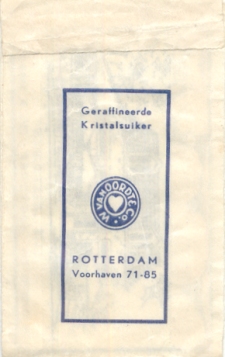 Geraffineerde
Kristalsuiker
W. VAN OORDT & Co.
ROTTERDAM
Voorhaven 71-85